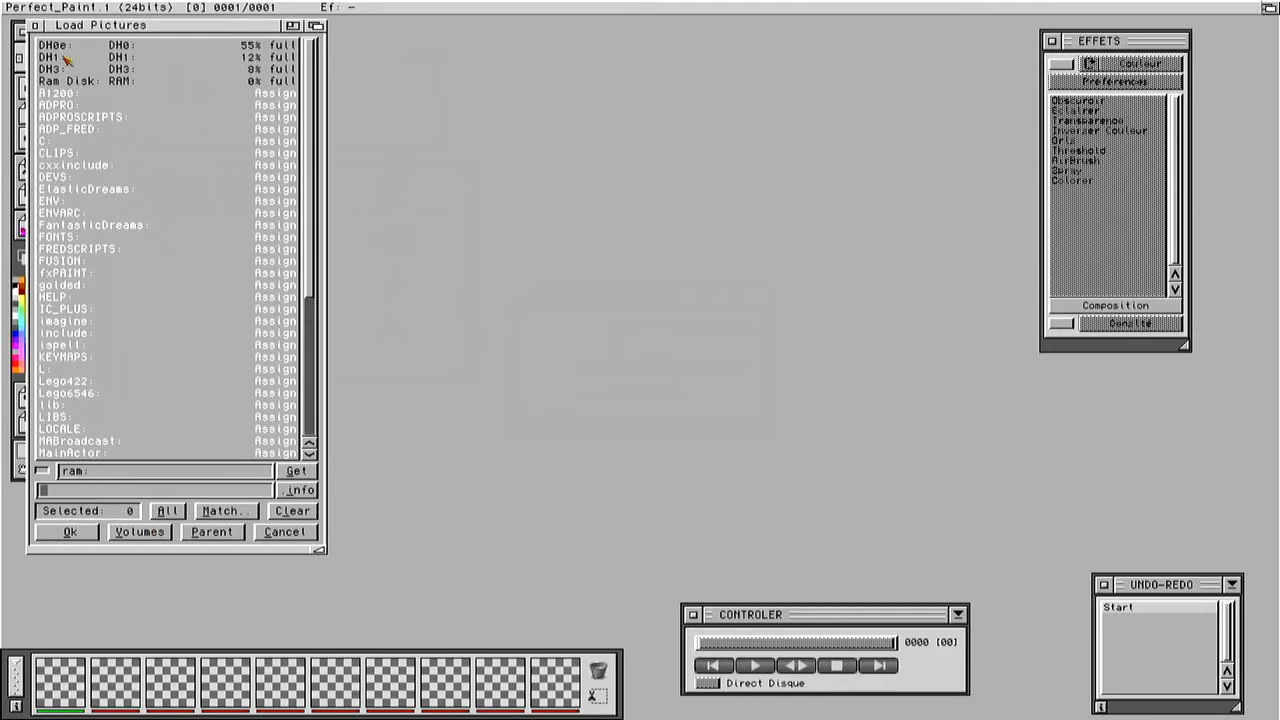 Perfect_Paint.1 (24bits) [0] 0001/0001 Ef: -
Load Pictures
DH0e: DH0: 55% full
DH1: DH1: 12% full
DH3: DH3: 8% full
Ram Disk: RAM: 0% full
A1200: Assign
ADPRO: Assign
ADPROSCRIPTS: Assign
ADP_FRED: Assign
C: Assign
CLIPS: Assign
cxxinclude: Assign
DEVS: Assign
ElasticDreams: Assign
ENV: Assign
ENVARC: Assign
FantasticDreams: Assign
FONTS: Assign
FREDSCRIPTS: Assign
FUSION: Assign
fxPAINT: Assign
golded: Assign
HELP: Assign
IC_PLUS: Assign
imagine: Assign
include: Assign
ispell: Assign
KEYMAPS: Assign
L: Assign
Lego422: Assign
Lego6546: Assign
lib: Assign
LIBS: Assign
LOCALE: Assign
MABroadcast: Assign
MainActor: Assign
ram: Get
.info
Selected: 0 All Match.. Clear
Ok Volumes Parent Cancel
EFFETS
Couleur
Préférences
Obscurcir
Eclairer
Transparence
Inverser Couleur
Gris
Threshold
AirBrush
Spray
Colorer
Composition
Densité
CONTROLER
0000 [00]
Direct Disque
UNDO-REDO
Start